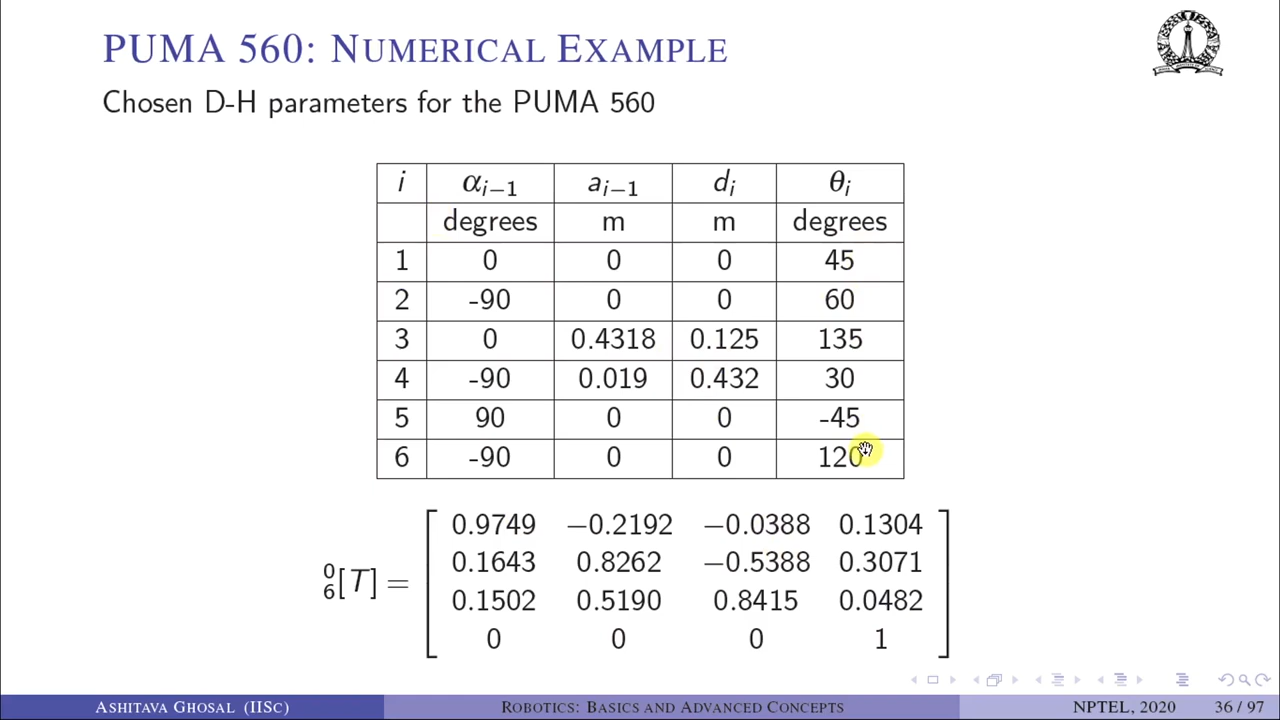 PUMA 560: NUMERICAL EXAMPLE
Chosen D-H parameters for the PUMA 560
i α_{i−1} a_{i−1} d_i θ_i
degrees m m degrees
1 0 0 0 45
2 -90 0 0 60
3 0 0.4318 0.125 135
4 -90 0.019 0.432 30
5 90 0 0 -45
6 -90 0 0 120
0.9749 −0.2192 −0.0388 0.1304
0.1643 0.8262 −0.5388 0.3071
^0_6[T] =
0.1502 0.5190 0.8415 0.0482
0 0 0 1
ASHITAVA GHOSAL (IISC) ROBOTICS: BASICS AND ADVANCED CONCEPTS NPTEL, 2020 36 / 97